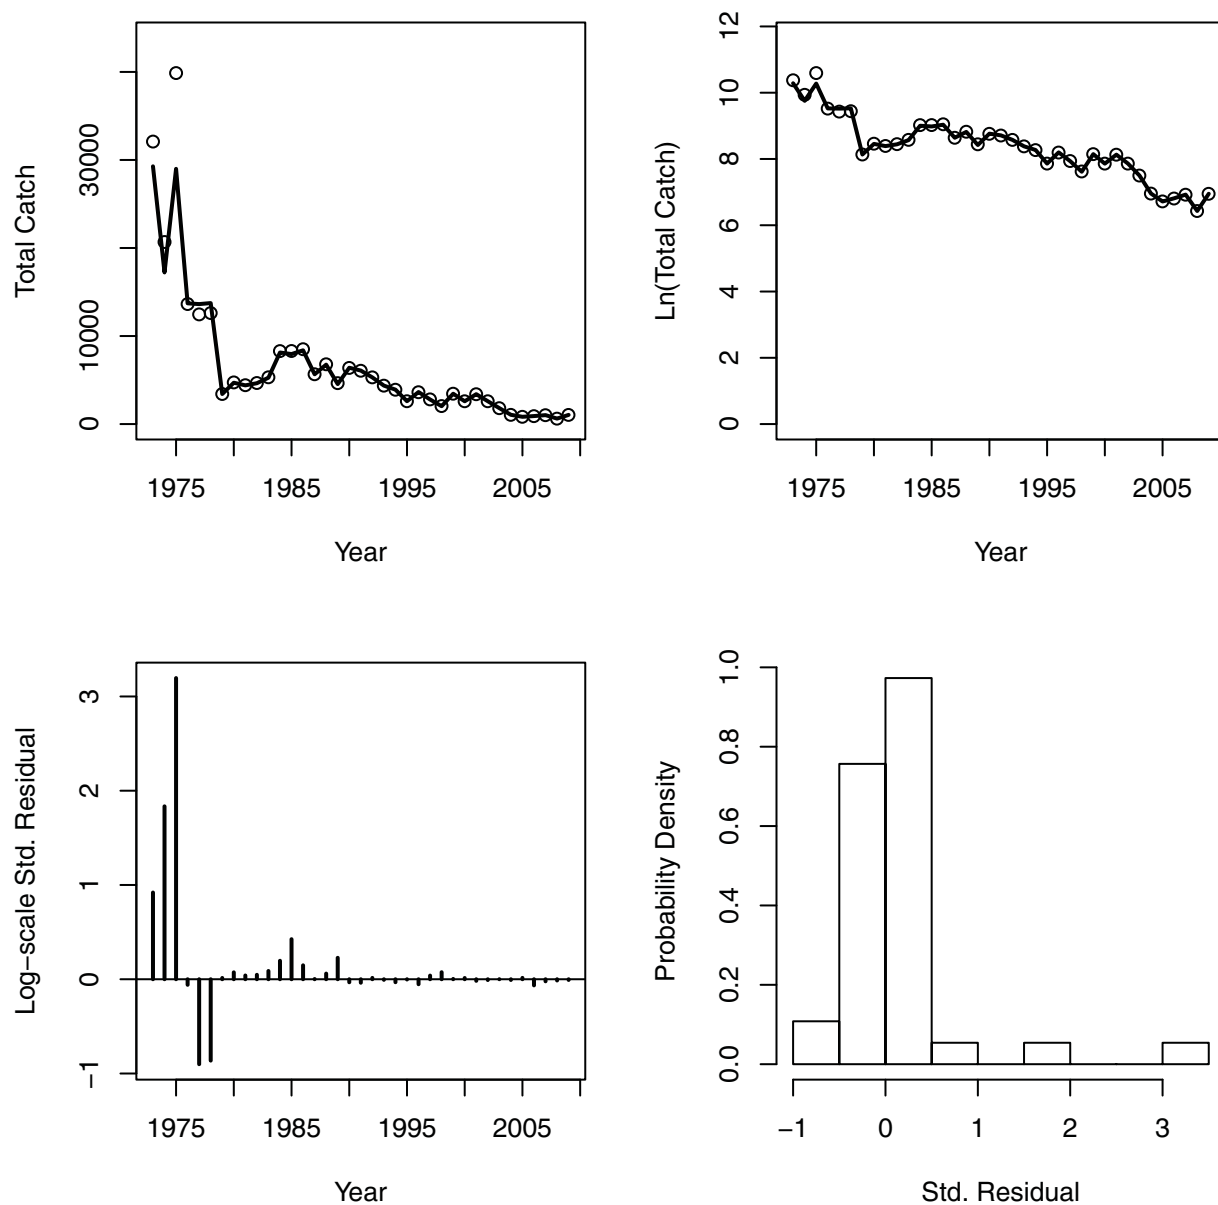 Total Catch
30000
10000
0
1975 1985 1995 2005
Year
Ln(Total Catch)
12
10
8
6
4
2
0
1975 1985 1995 2005
Year
Log−scale Std. Residual
3
2
1
0
−1
1975 1985 1995 2005
Year
Probability Density
1.0
0.8
0.6
0.4
0.2
0.0
−1 0 1 2 3
Std. Residual